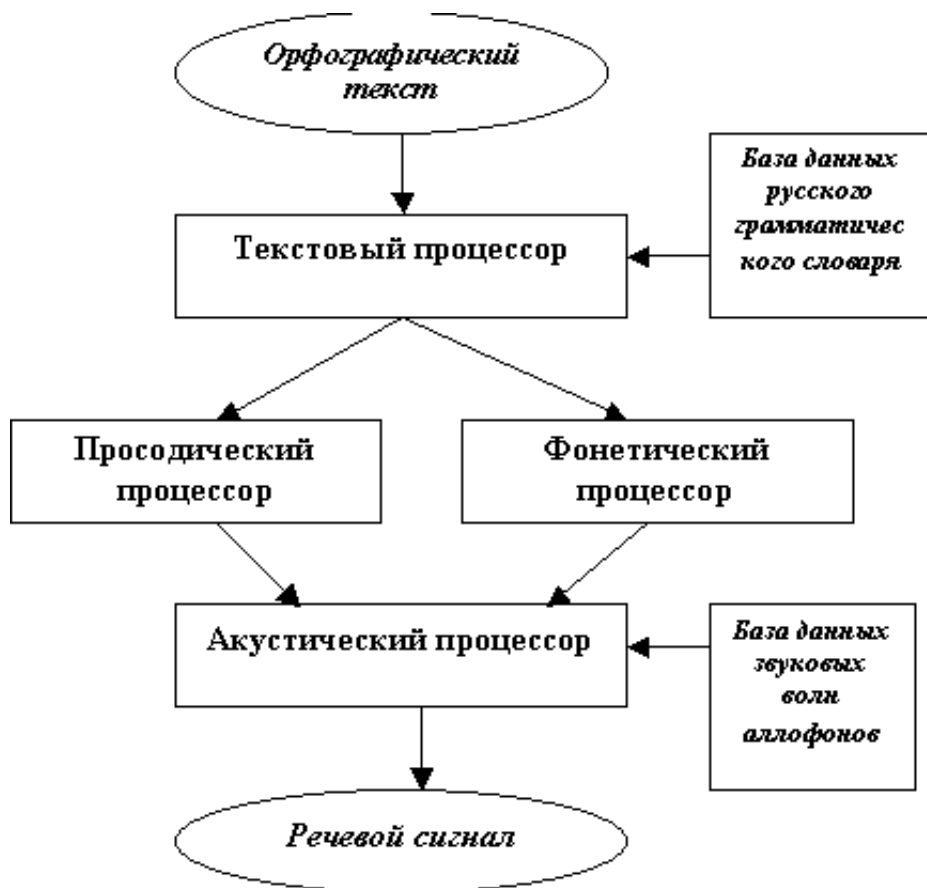 Орфографический
текст
База данных
русского
грамматичес
кого словаря
Текстовый процессор
Просодический
процессор
Фонетический
процессор
Акустический процессор
База данных
звуковых
волн
аллофонов
Речевой сигнал